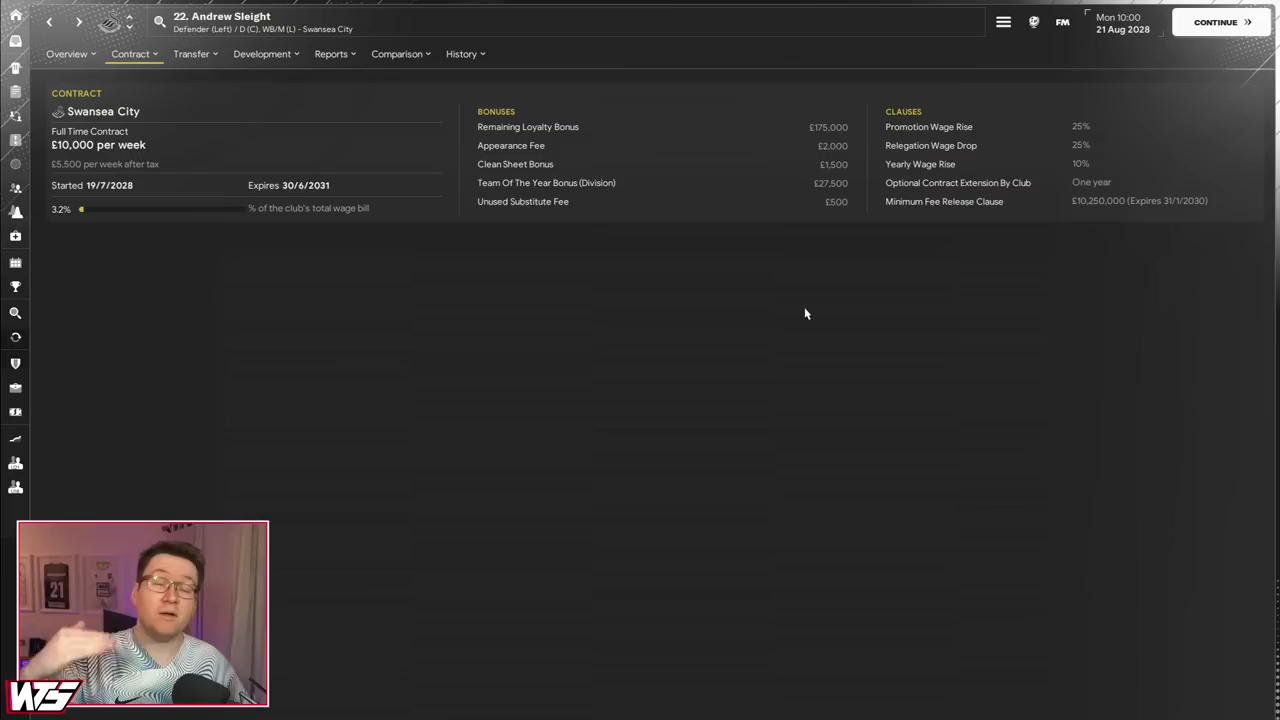 22. Andrew Sleight
Defender (Left) / D (C), WB/M (L) - Swansea City
FM
Mon 10:00
21 Aug 2028
CONTINUE
Overview
Contract
Transfer
Development
Reports
Comparison
History
CONTRACT
Swansea City
Full Time Contract
£10,000 per week
£5,500 per week after tax
Started 19/7/2028
Expires 30/6/2031
3.2%
% of the club's total wage bill
BONUSES
Remaining Loyalty Bonus £175,000
Appearance Fee £2,000
Clean Sheet Bonus £1,500
Team Of The Year Bonus (Division) £27,500
Unused Substitute Fee £500
CLAUSES
Promotion Wage Rise 25%
Relegation Wage Drop 25%
Yearly Wage Rise 10%
Optional Contract Extension By Club One year
Minimum Fee Release Clause £10,250,000 (Expires 31/1/2030)
21
WTS